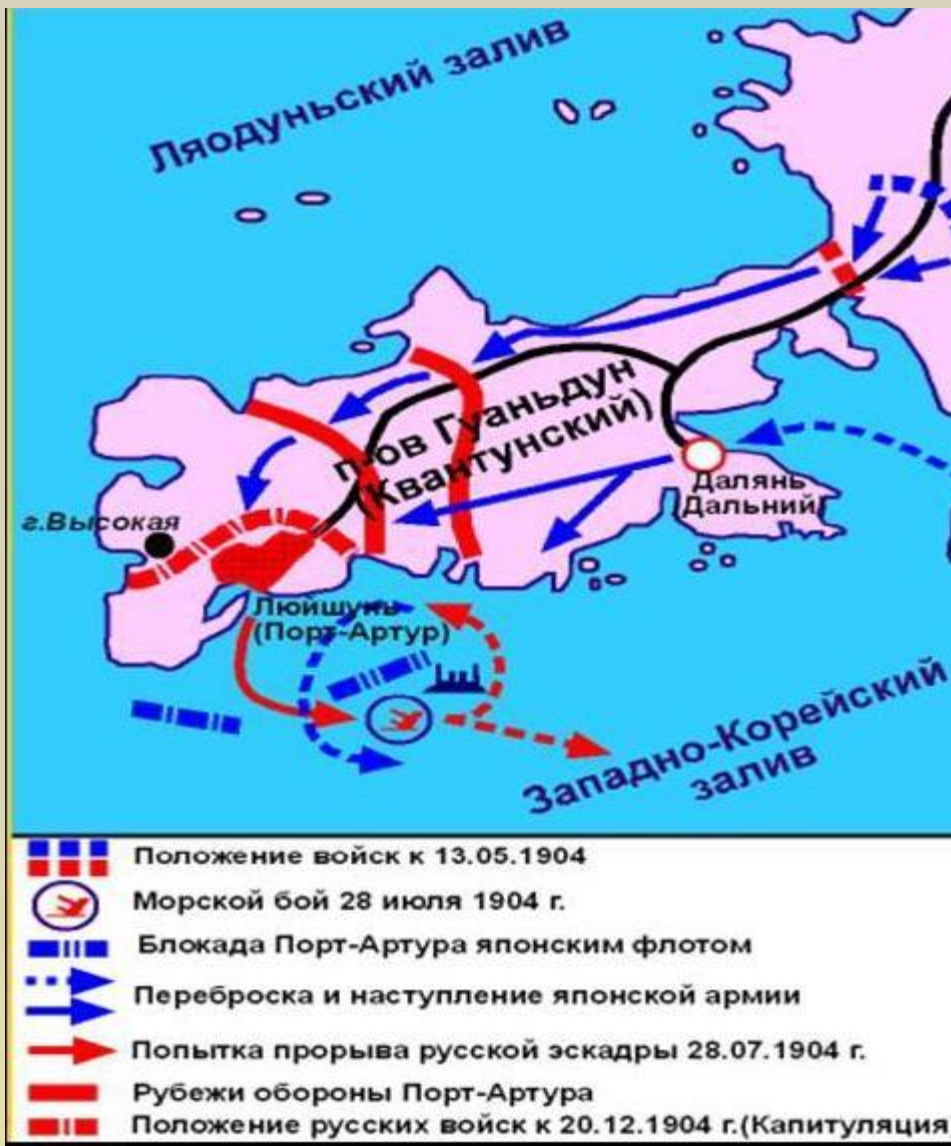 Ляодуньский залив
п-ов Гуаньдун
(Квантунский)
Далянь
Дальний)
г.Высокая
Люйшунь
(Порт-Артур)
Западно-Корейский
залив
Положение войск к 13.05.1904
Морской бой 28 июля 1904 г.
Блокада Порт-Артура японским флотом
Переброска и наступление японской армии
Попытка прорыва русской эскадры 28.07.1904 г.
Рубежи обороны Порт-Артура
Положение русских войск к 20.12.1904 г.(Капитуляция